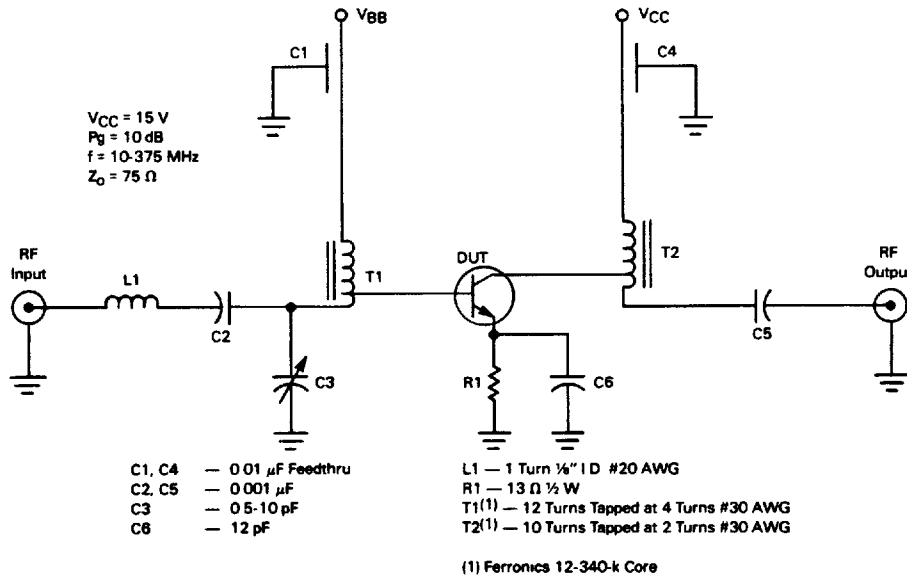 VBB
VCC
C1
C4
VCC = 15 V
Pg = 10 dB
f = 10-375 MHz
Zo = 75 Ω
RF
Input
L1
C2
T1
DUT
T2
RF
Output
C5
C3
R1
C6
C1, C4 — 0 01 μF Feedthru
C2, C5 — 0 001 μF
C3 — 0 5-10 pF
C6 — 12 pF
L1 — 1 Turn ⅛" I D #20 AWG
R1 — 13 Ω ½ W
T1(1) — 12 Turns Tapped at 4 Turns #30 AWG
T2(1) — 10 Turns Tapped at 2 Turns #30 AWG
(1) Ferronics 12-340-k Core